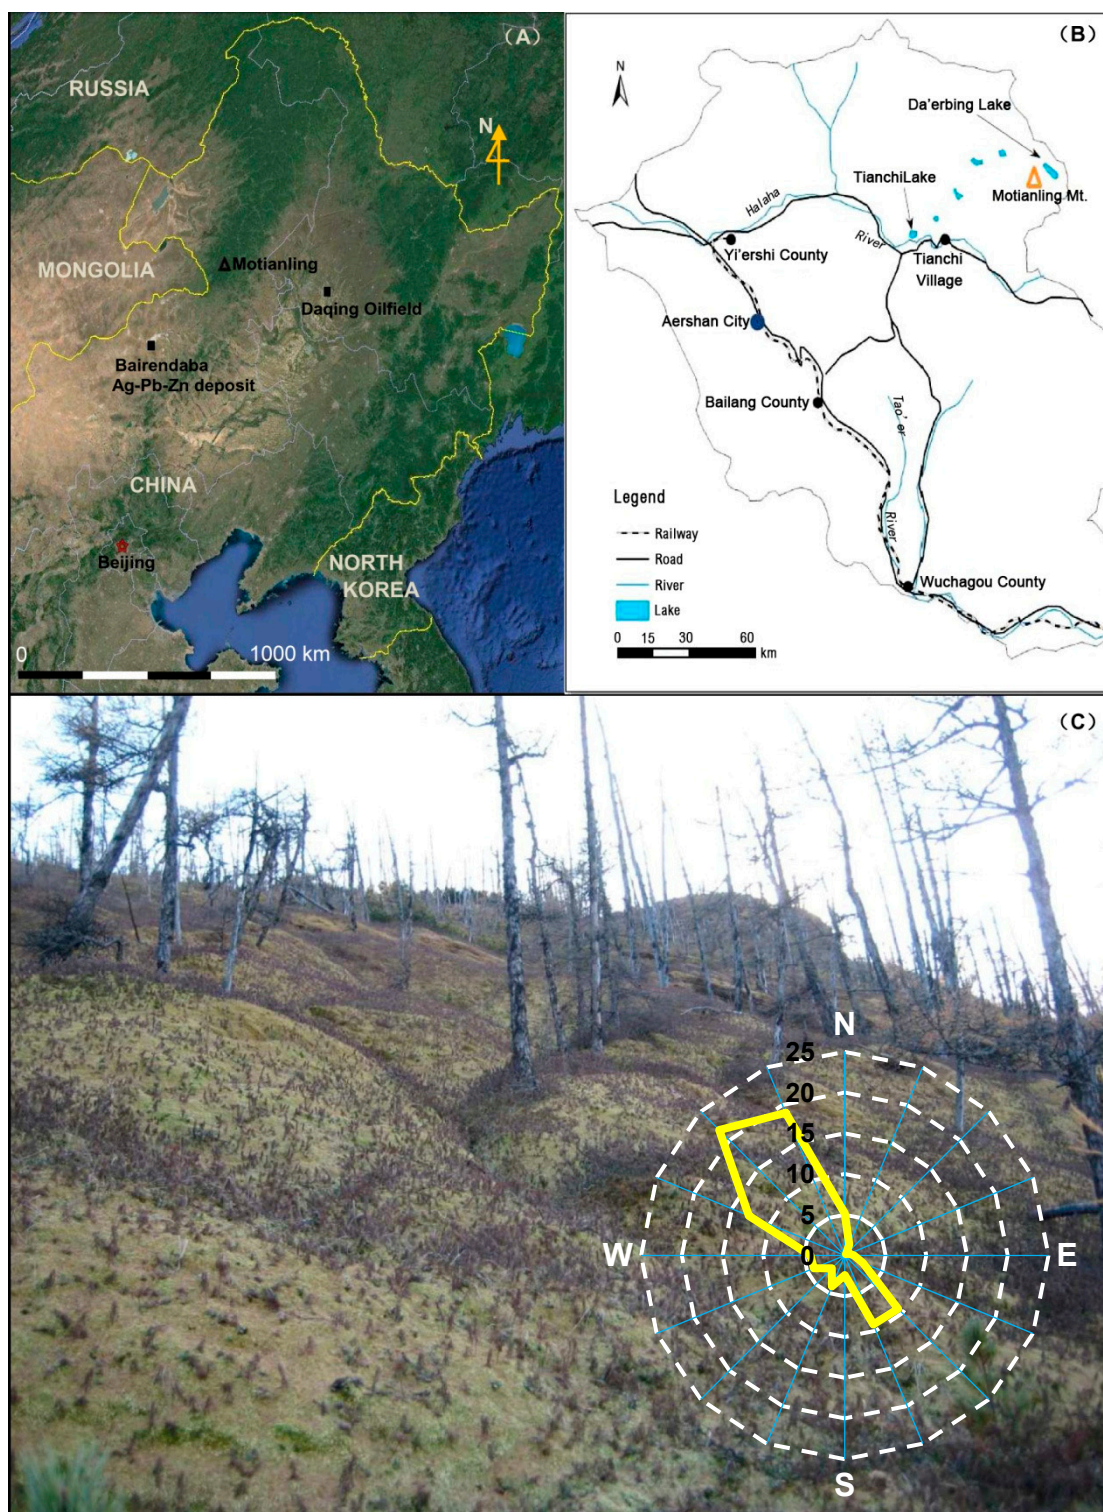 (A)
RUSSIA
N
MONGOLIA
Motianling
Daqing Oilfield
Bairendaba
Ag-Pb-Zn deposit
CHINA
Beijing
NORTH
KOREA
0
1000 km
(B)
N
Da'erbing Lake
TianchiLake
Motianling Mt.
Halaha
River
Yi'ershi County
Tianchi
Village
Aershan City
Bailang County
Tao'er
River
Legend
Railway
Road
River
Lake
Wuchagou County
0 15 30 60
km
(C)
N
25
20
15
10
5
W
0
E
S